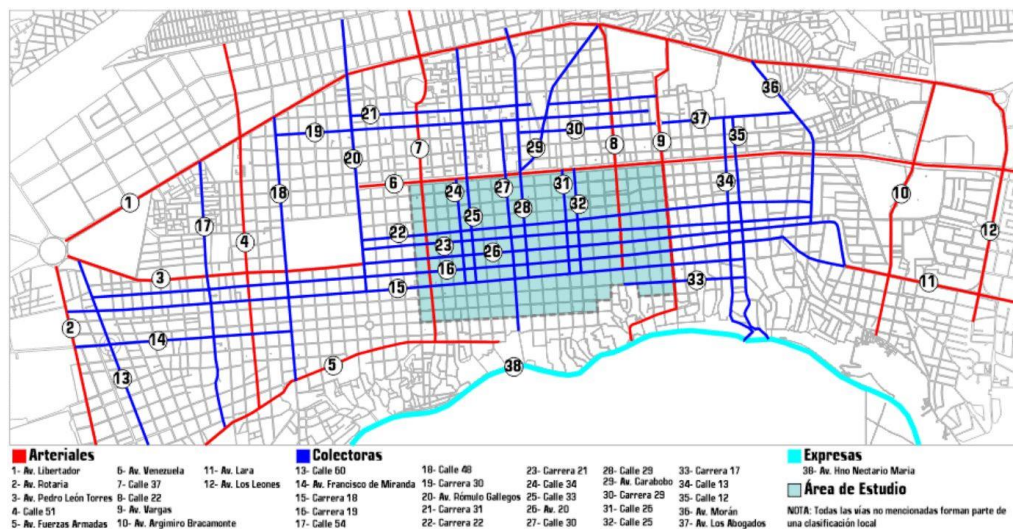 36
21
37
19
30
35
20
29
7
8
9
6
24
27
31
34
1
18
28
32
10
17
25
12
4
22
23
26
3
16
11
15
33
2
14
5
38
13
Arteriales
1- Av. Libertador
2- Av. Rotaria
3- Av. Pedro León Torres
4- Calle 51
5- Av. Fuerzas Armadas
6- Av. Venezuela
7- Calle 37
8- Calle 22
9- Av. Vargas
10- Av. Argimiro Bracamonte
11- Av. Lara
12- Av. Los Leones
Colectoras
13- Calle 60
14- Av. Francisco de Miranda
15- Carrera 18
16- Carrera 19
17- Calle 54
18- Calle 48
19- Carrera 30
20- Av. Rómulo Gallegos
21- Carrera 31
22- Carrera 22
23- Carrera 21
24- Calle 34
25- Calle 33
26- Av. 20
27- Calle 30
28- Calle 29
29- Av. Carabobo
30- Carrera 29
31- Calle 26
32- Calle 25
33- Carrera 17
34- Calle 13
35- Calle 12
36- Av. Morán
37- Av. Los Abogados
Expresas
38- Av. Hno Nectario Maria
Área de Estudio
NOTA: Todas las vías no mencionadas forman parte de
una clasificación local